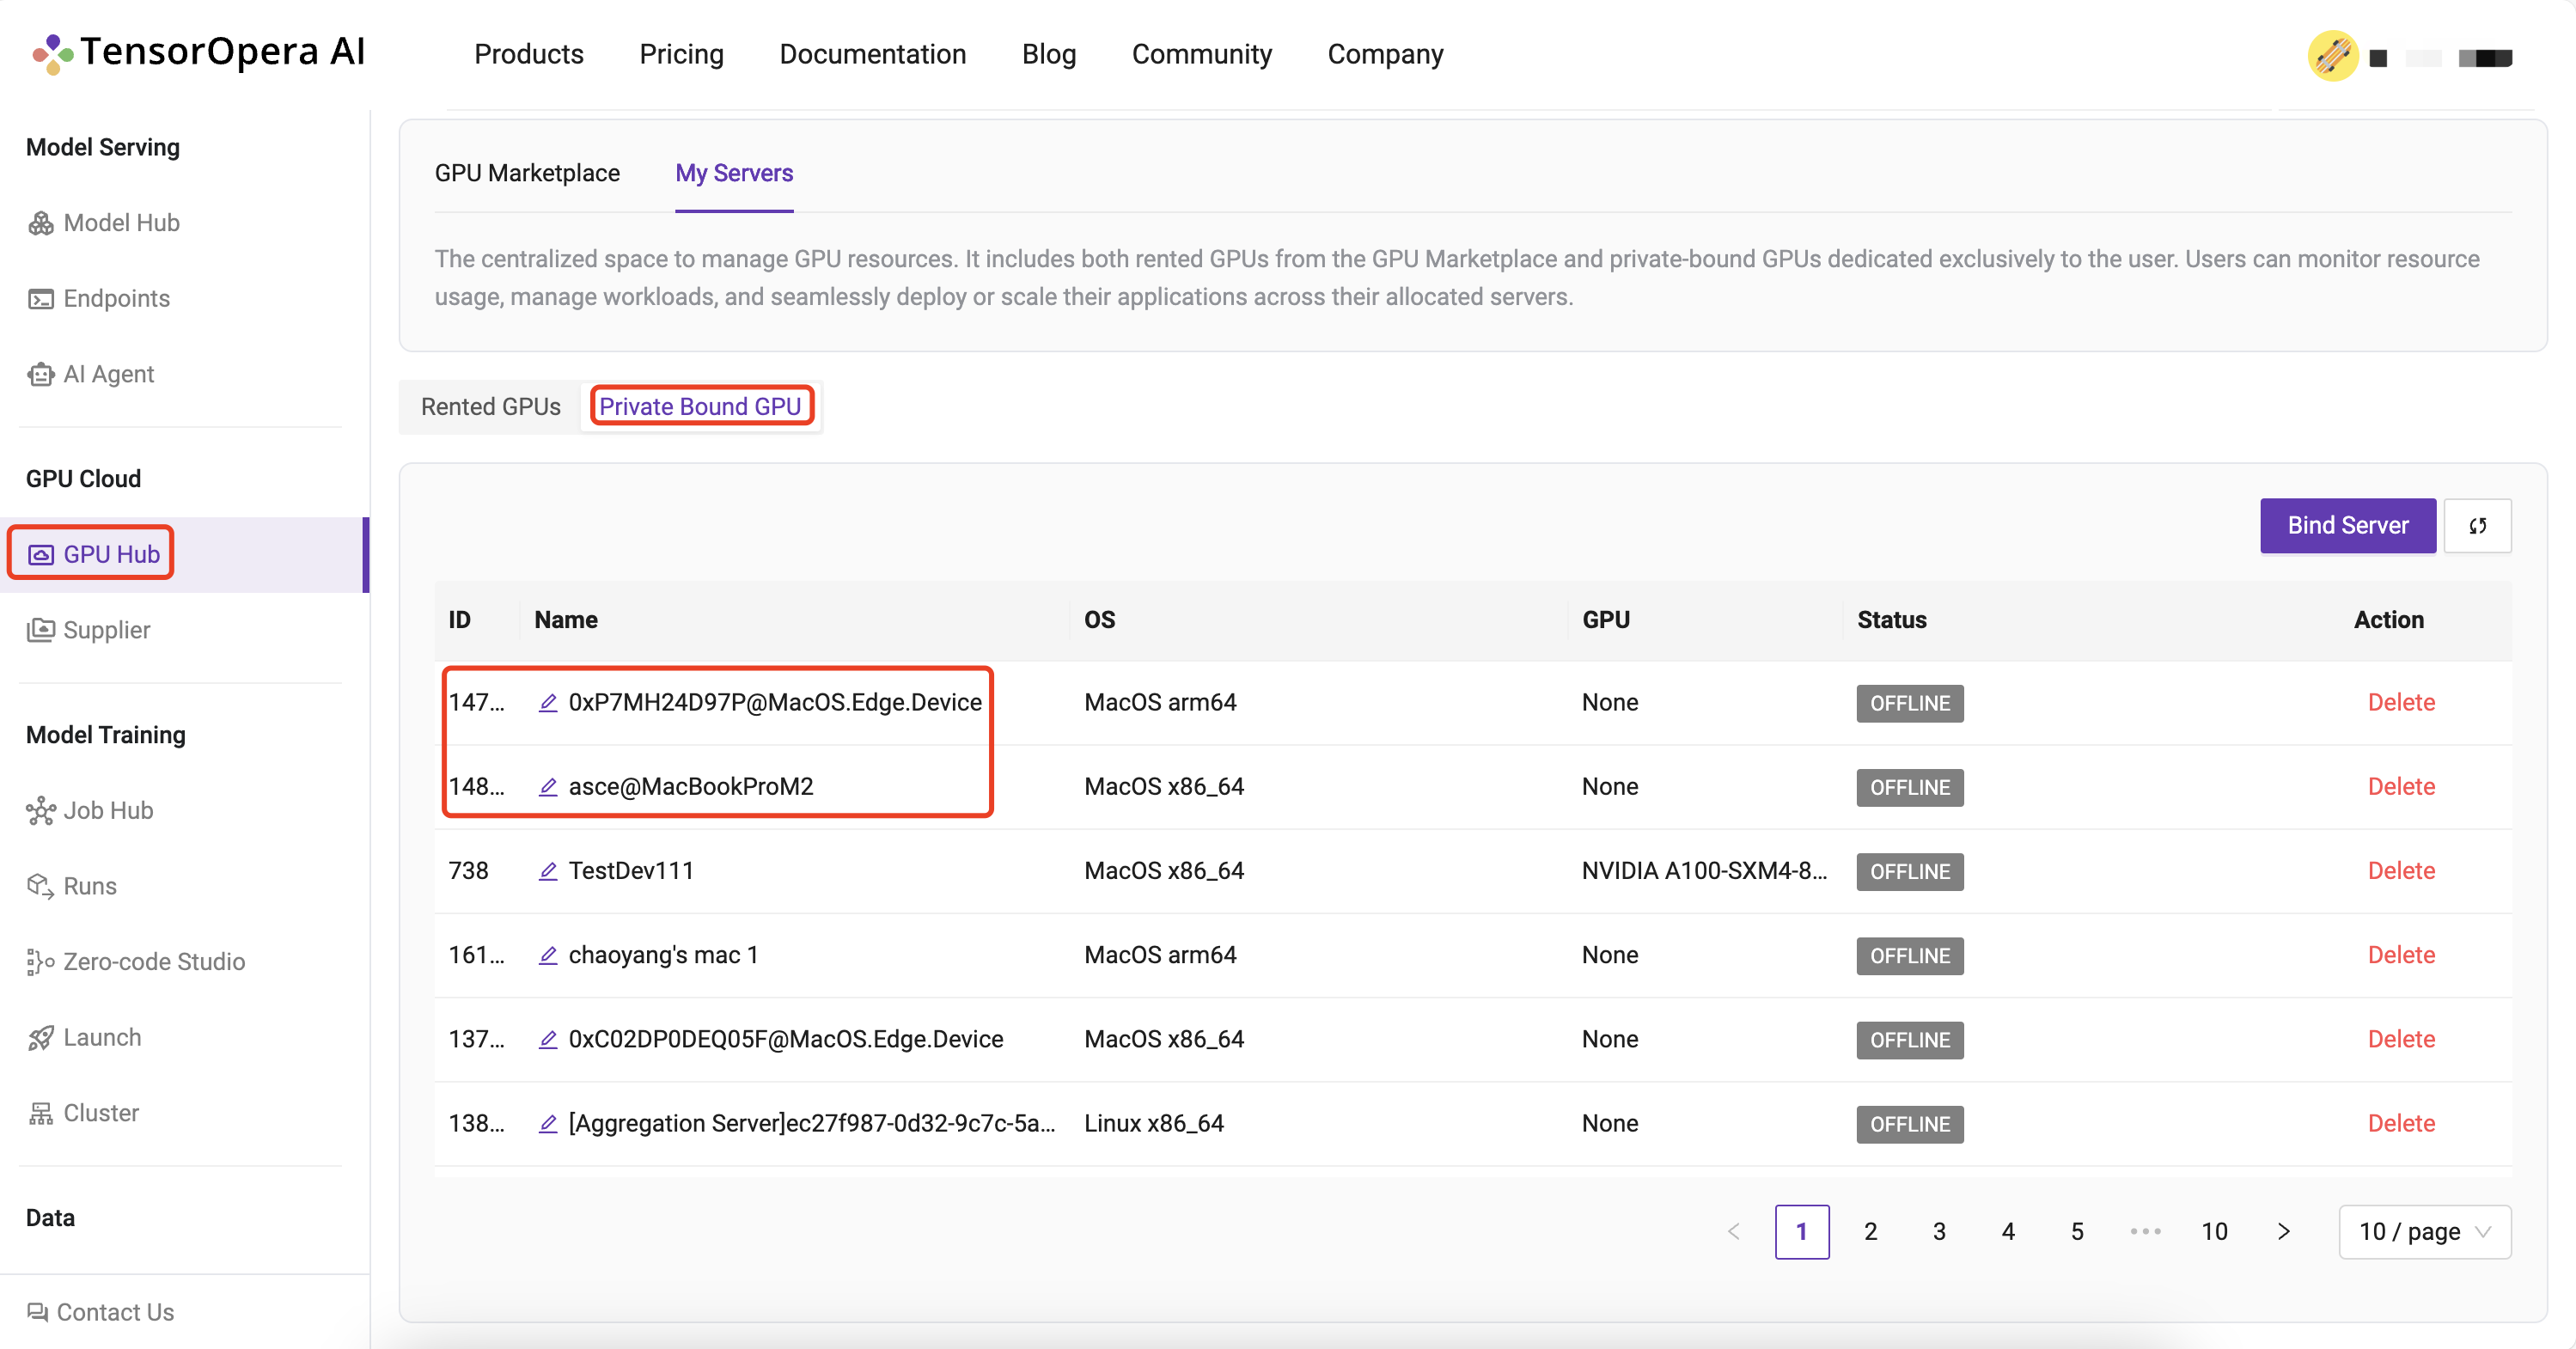 TensorOpera AI
Products Pricing Documentation Blog Community Company
Model Serving
Model Hub
Endpoints
AI Agent
GPU Cloud
GPU Hub
Supplier
Model Training
Job Hub
Runs
Zero-code Studio
Launch
Cluster
Data
Contact Us
GPU Marketplace My Servers
The centralized space to manage GPU resources. It includes both rented GPUs from the GPU Marketplace and private-bound GPUs dedicated exclusively to the user. Users can monitor resource
usage, manage workloads, and seamlessly deploy or scale their applications across their allocated servers.
Rented GPUs Private Bound GPU
Bind Server
ID Name OS GPU Status Action
147... 0xP7MH24D97P@MacOS.Edge.Device MacOS arm64 None OFFLINE Delete
148... asce@MacBookProM2 MacOS x86_64 None OFFLINE Delete
738 TestDev111 MacOS x86_64 NVIDIA A100-SXM4-8... OFFLINE Delete
161... chaoyang's mac 1 MacOS arm64 None OFFLINE Delete
137... 0xC02DP0DEQ05F@MacOS.Edge.Device MacOS x86_64 None OFFLINE Delete
138... [Aggregation Server]ec27f987-0d32-9c7c-5a... Linux x86_64 None OFFLINE Delete
< 1 2 3 4 5 ••• 10 > 10 / page